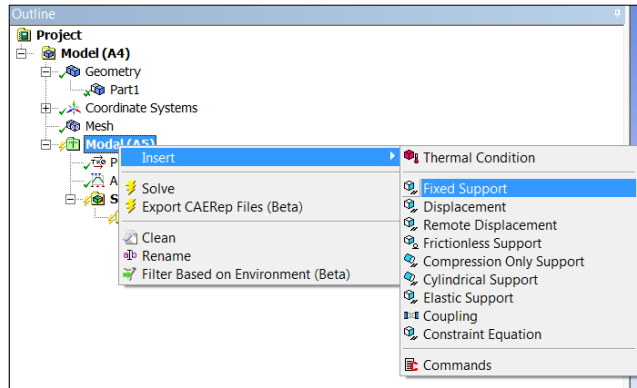 Outline
Project
Model (A4)
Geometry
Part1
Coordinate Systems
Mesh
Modal (A5)
P
A
S
Insert
Solve
Export CAERep Files (Beta)
Clean
Rename
Filter Based on Environment (Beta)
Thermal Condition
Fixed Support
Displacement
Remote Displacement
Frictionless Support
Compression Only Support
Cylindrical Support
Elastic Support
Coupling
Constraint Equation
Commands